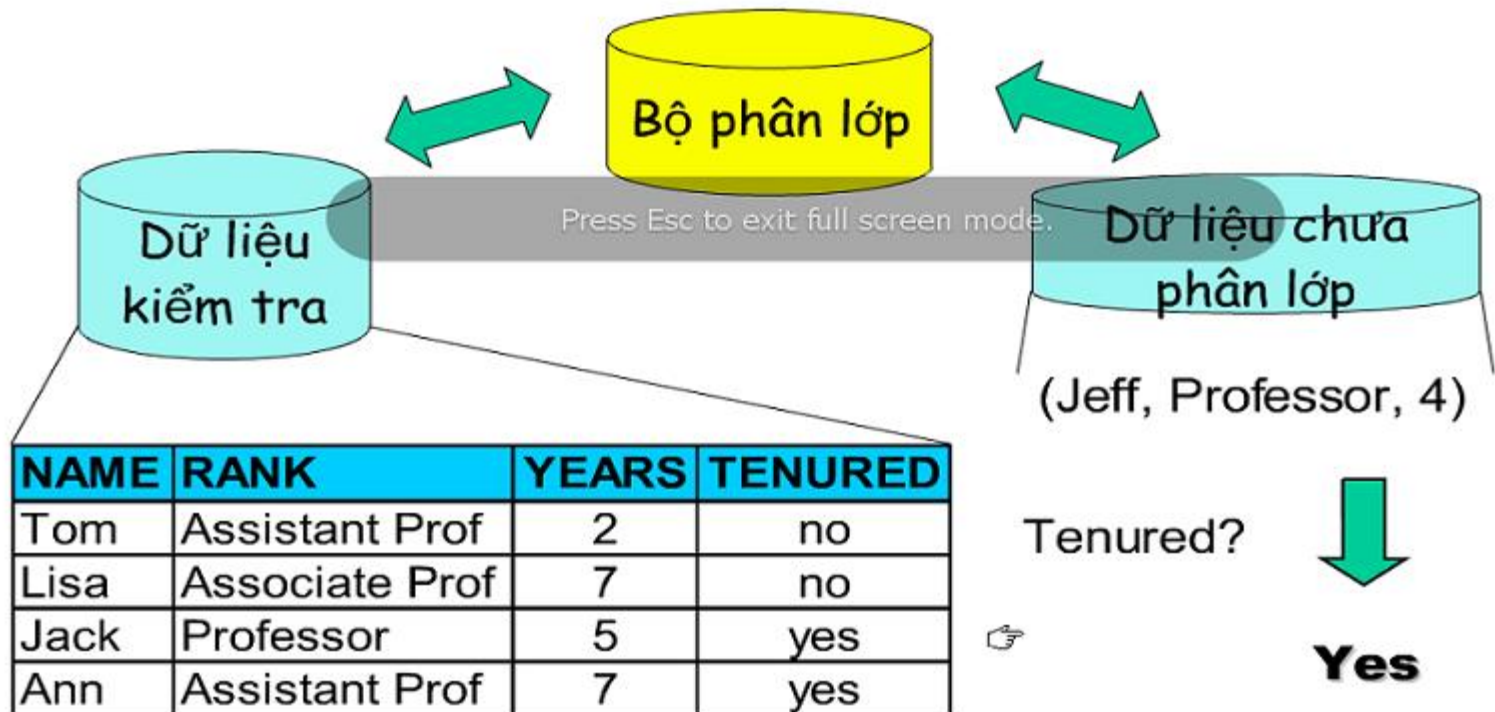 Bộ phân lớp
Press Esc to exit full screen mode.
Dữ liệu
kiểm tra
Dữ liệu chưa
phân lớp
(Jeff, Professor, 4)
NAME RANK YEARS TENURED
Tom Assistant Prof 2 no
Lisa Associate Prof 7 no
Jack Professor 5 yes
Ann Assistant Prof 7 yes
Tenured?
Yes